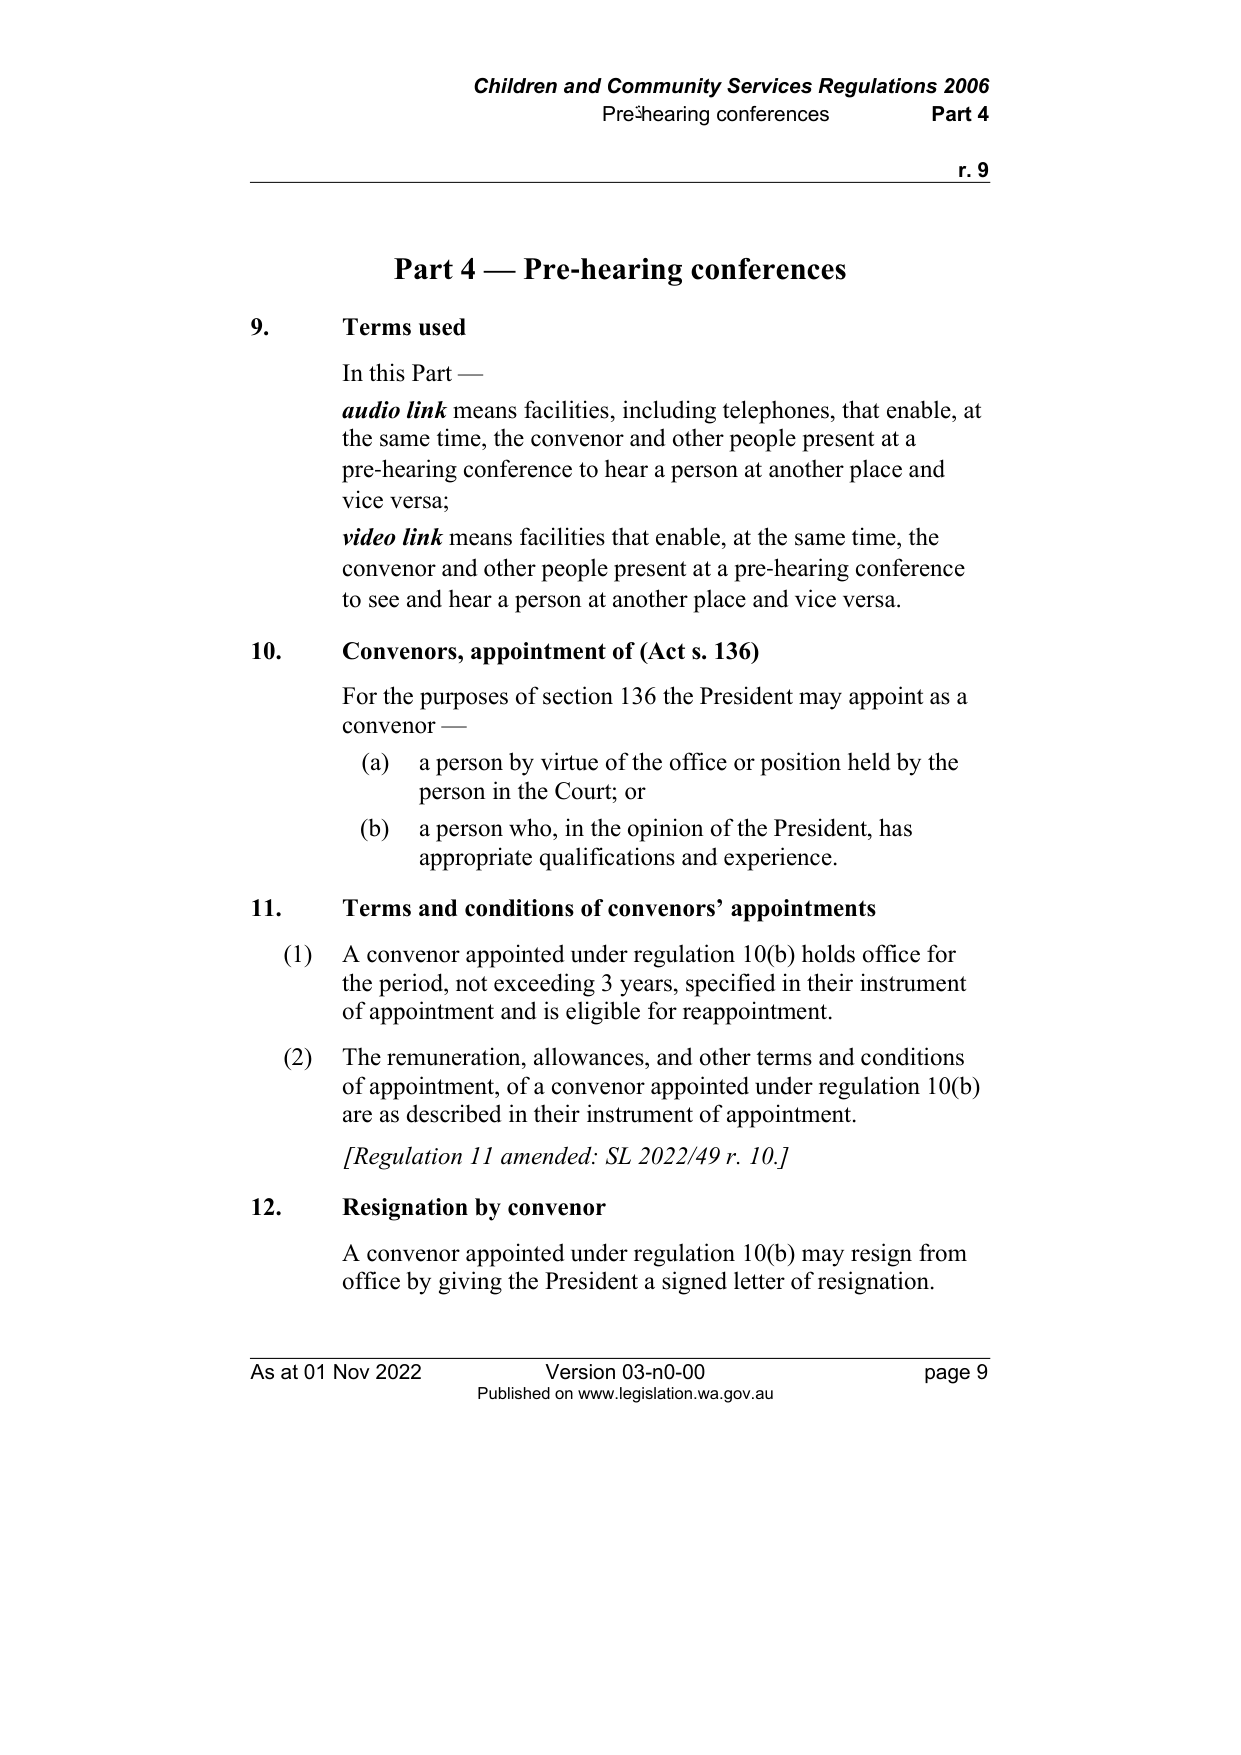 Children and Community Services Regulations 2006
Pre-hearing conferences Part 4
r. 9
Part 4 — Pre-hearing conferences
9. Terms used
In this Part —
audio link means facilities, including telephones, that enable, at
the same time, the convenor and other people present at a
pre-hearing conference to hear a person at another place and
vice versa;
video link means facilities that enable, at the same time, the
convenor and other people present at a pre-hearing conference
to see and hear a person at another place and vice versa.
10. Convenors, appointment of (Act s. 136)
For the purposes of section 136 the President may appoint as a
convenor —
(a) a person by virtue of the office or position held by the
person in the Court; or
(b) a person who, in the opinion of the President, has
appropriate qualifications and experience.
11. Terms and conditions of convenors’ appointments
(1) A convenor appointed under regulation 10(b) holds office for
the period, not exceeding 3 years, specified in their instrument
of appointment and is eligible for reappointment.
(2) The remuneration, allowances, and other terms and conditions
of appointment, of a convenor appointed under regulation 10(b)
are as described in their instrument of appointment.
[Regulation 11 amended: SL 2022/49 r. 10.]
12. Resignation by convenor
A convenor appointed under regulation 10(b) may resign from
office by giving the President a signed letter of resignation.
As at 01 Nov 2022 Version 03-n0-00 page 9
Published on www.legislation.wa.gov.au